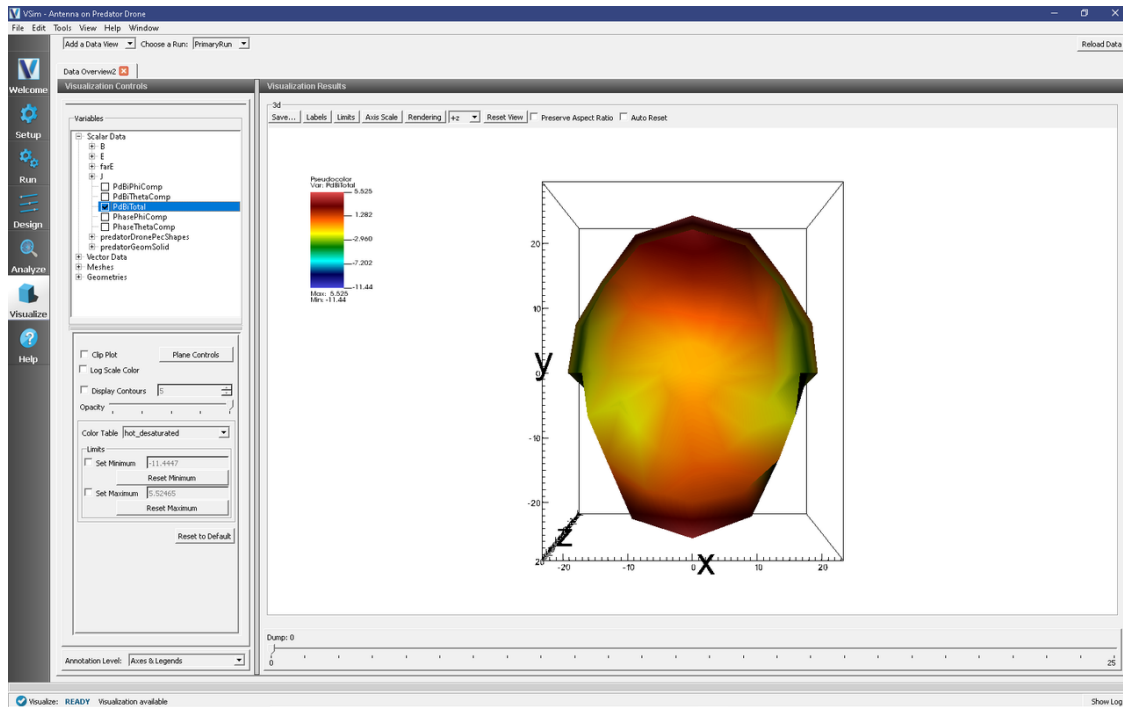 VSim - Antenna on Predator Drone
File Edit Tools View Help Window
Add a Data View Choose a Run: PrimaryRun Reload Data
Data Overview2
Welcome
Setup
Run
Design
Analyze
Visualize
Help
Visualization Controls
Variables
Scalar Data
B
E
farE
J
PdBiPhiComp
PdBiThetaComp
PdBiTotal
PhasePhiComp
PhaseThetaComp
predatorDronePecShapes
predatorGeomSolid
Vector Data
Meshes
Geometries
Clip Plot Plane Controls
Log Scale Color
Display Contours 5
Opacity
Color Table hot_desaturated
Limits
Set Minimum -11.4447
Reset Minimum
Set Maximum 5.52465
Reset Maximum
Reset to Default
Annotation Level: Axes & Legends
Visualization Results
3d
Save... Labels Limits Axis Scale Rendering +z Reset View Preserve Aspect Ratio Auto Reset
Pseudocolor
Var: PdBiTotal
5.525
1.282
-2.960
-7.202
-11.44
Max: 5.525
Min: -11.44
20
10
y 0
-10
-20
z
20
-20 -10 0 X 10 20
Dump: 0
0 25
Visualize: READY Visualization available Show Log